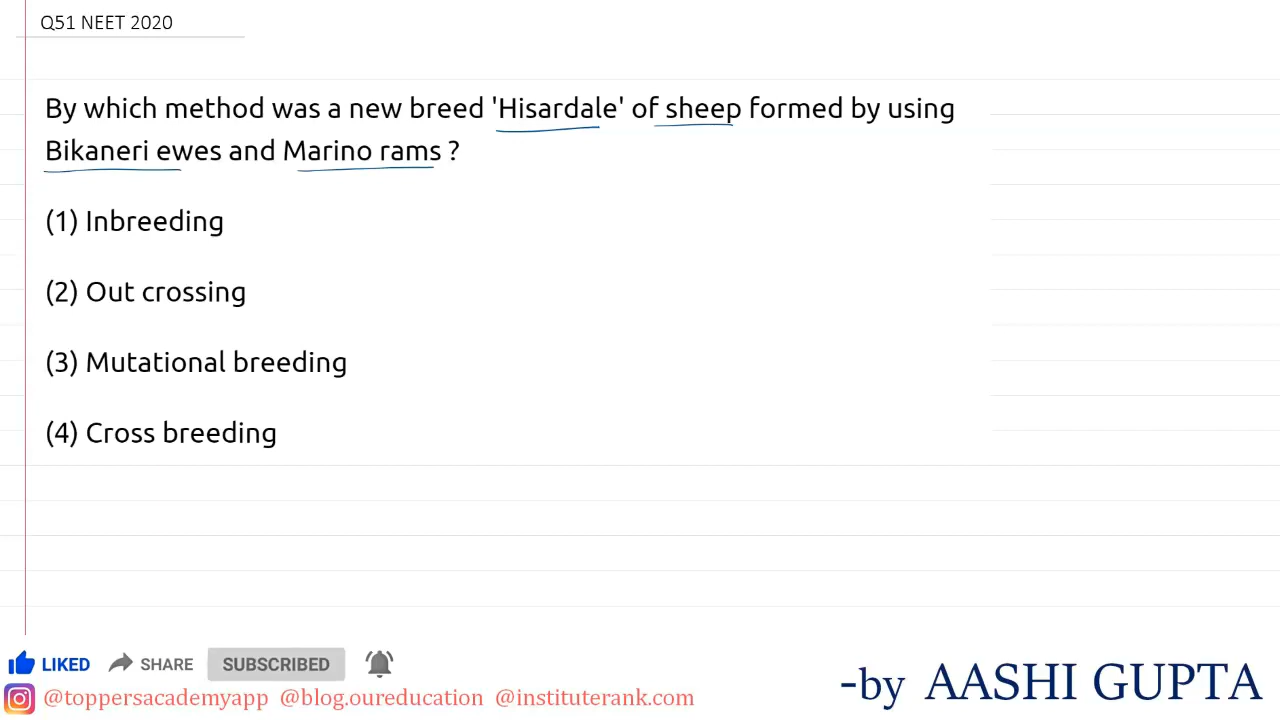 Q51 NEET 2020
By which method was a new breed 'Hisardale' of sheep formed by using
Bikaneri ewes and Marino rams ?
(1) Inbreeding
(2) Out crossing
(3) Mutational breeding
(4) Cross breeding
LIKED SHARE SUBSCRIBED
@toppersacademyapp @blog.oureducation @instituterank.com
-by AASHI GUPTA